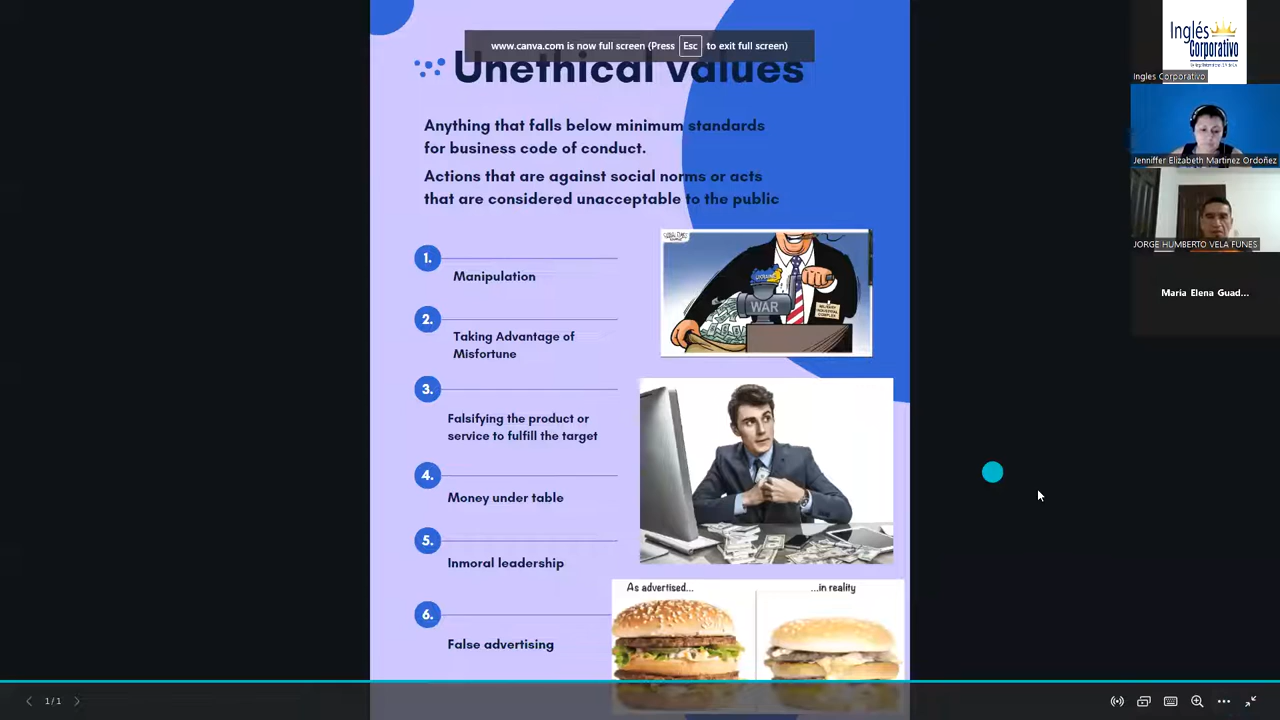 www.canva.com is now full screen (Press Esc to exit full screen)
Unethical values
Anything that falls below minimum standards
for business code of conduct.
Actions that are against social norms or acts
that are considered unacceptable to the public
1.
Manipulation
2.
Taking Advantage of
Misfortune
3.
Falsifying the product or
service to fulfill the target
4.
Money under table
5.
Inmoral leadership
6.
False advertising
WAR
As advertised...
...in reality
1/1
Inglés
Corporativo
Ingles Corporativo
Jenniffer Elizabeth Martinez Ordoñez
JORGE HUMBERTO VELA FUNES
Maria Elena Guad...